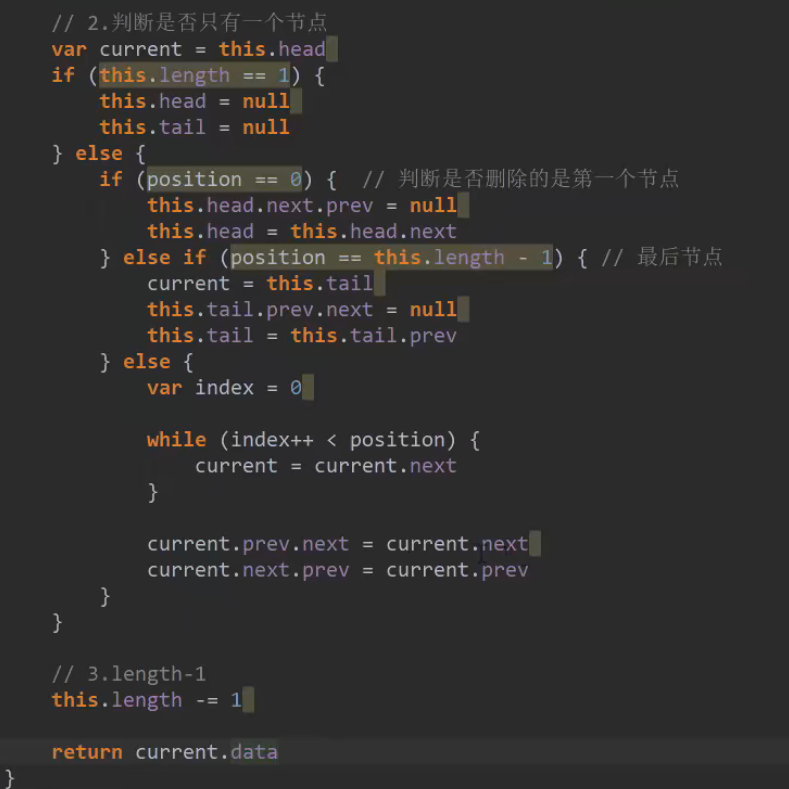 // 2.判断是否只有一个节点
var current = this.head
if (this.length == 1) {
this.head = null
this.tail = null
} else {
if (position == 0) {  // 判断是否删除的是第一个节点
this.head.next.prev = null
this.head = this.head.next
} else if (position == this.length - 1) { // 最后节点
current = this.tail
this.tail.prev.next = null
this.tail = this.tail.prev
} else {
var index = 0
while (index++ < position) {
current = current.next
}
current.prev.next = current.next
current.next.prev = current.prev
}
}
// 3.length-1
this.length -= 1
return current.data
}